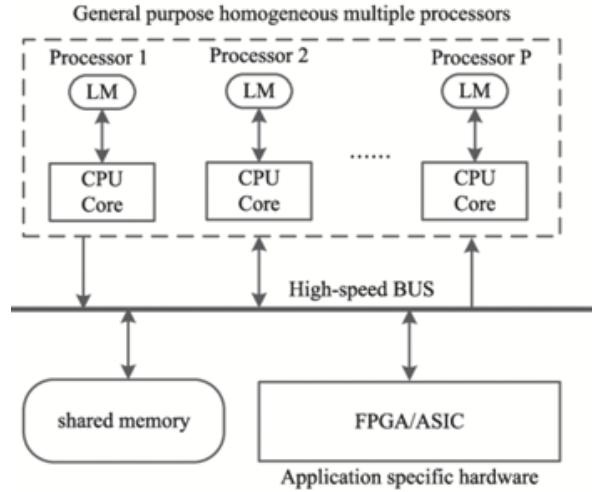 General purpose homogeneous multiple processors
Processor 1 Processor 2 Processor P
LM LM LM
CPU CPU CPU
Core Core Core
......
High-speed BUS
shared memory FPGA/ASIC
Application specific hardware